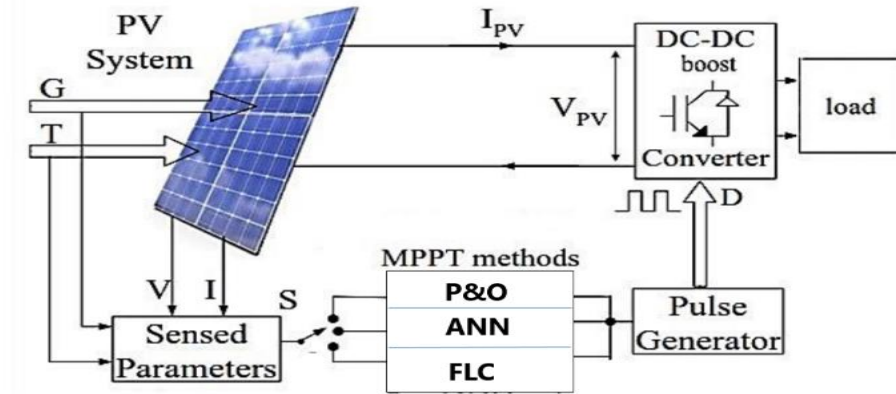 PV
System
G
T
I_PV
V_PV
DC-DC
boost
Converter
load
D
MPPT methods
V
I
S
Sensed
Parameters
P&O
ANN
FLC
Pulse
Generator